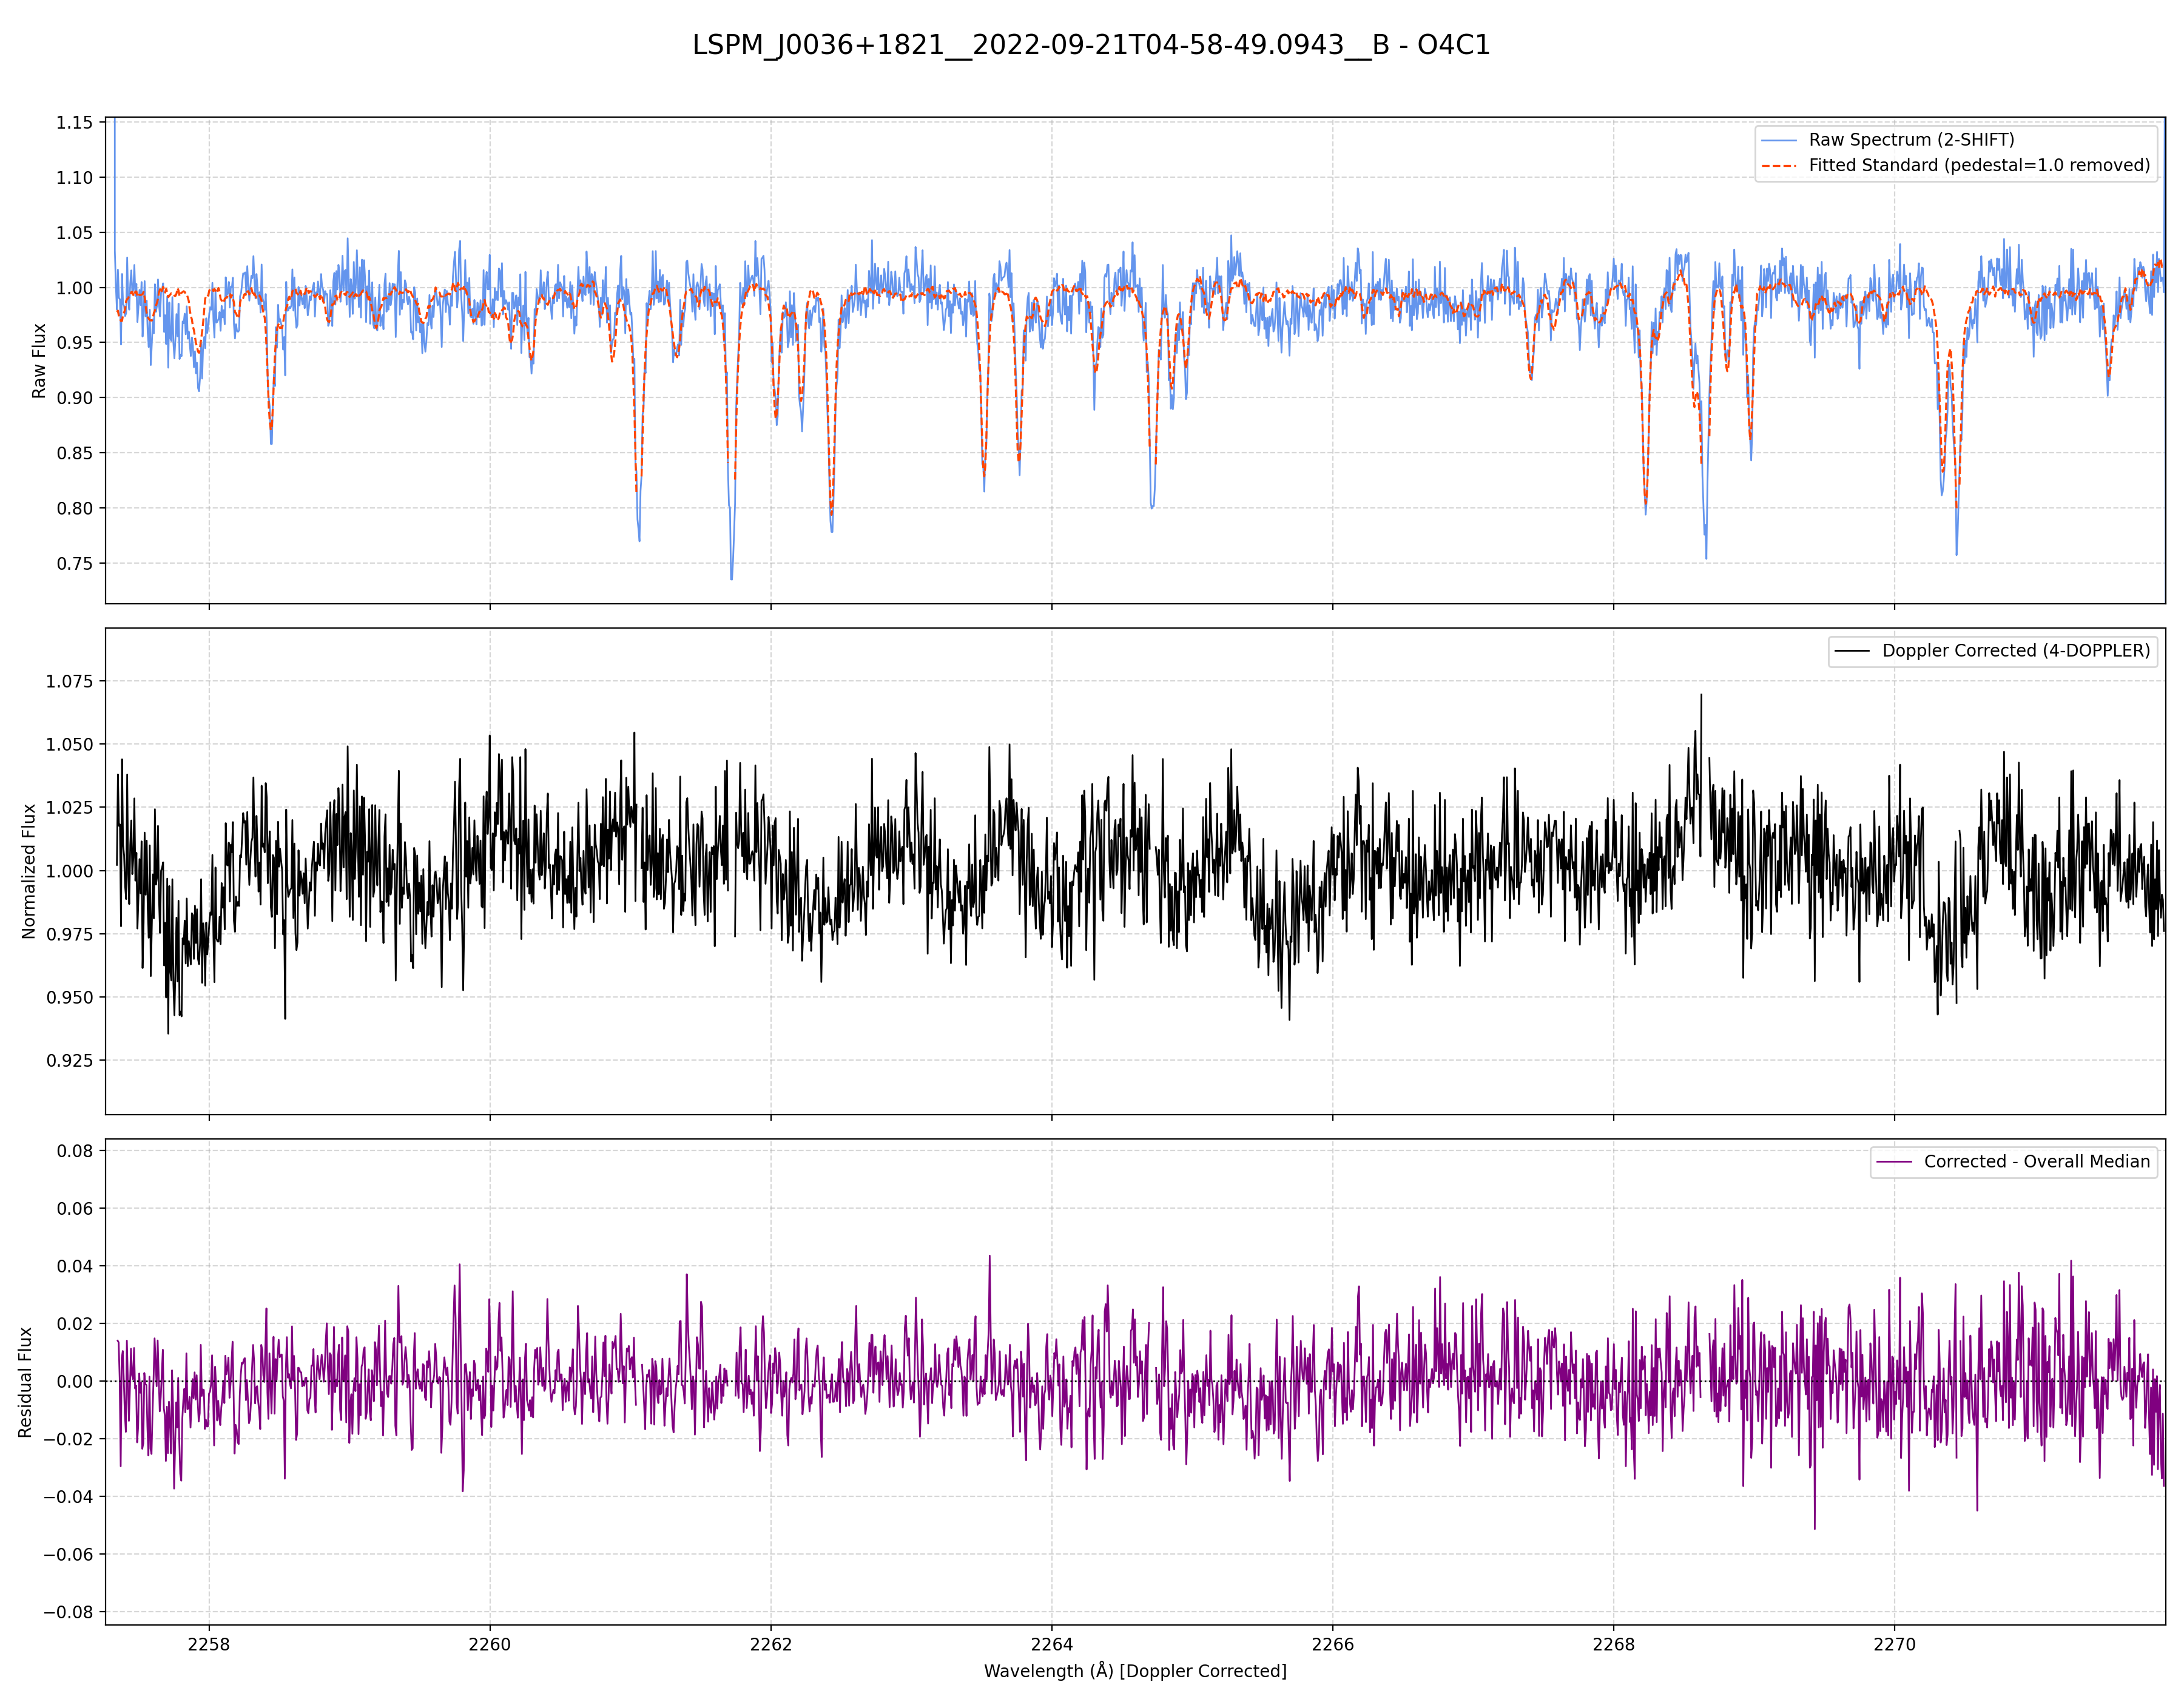 LSPM_J0036+1821__2022-09-21T04-58-49.0943__B - O4C1
1.15
1.10
1.05
1.00
0.95
0.90
0.85
0.80
0.75
Raw Flux
Raw Spectrum (2-SHIFT)
Fitted Standard (pedestal=1.0 removed)
1.075
1.050
1.025
1.000
0.975
0.950
0.925
Normalized Flux
Doppler Corrected (4-DOPPLER)
0.08
0.06
0.04
0.02
0.00
−0.02
−0.04
−0.06
−0.08
Residual Flux
Corrected - Overall Median
2258 2260 2262 2264 2266 2268 2270
Wavelength (Å) [Doppler Corrected]